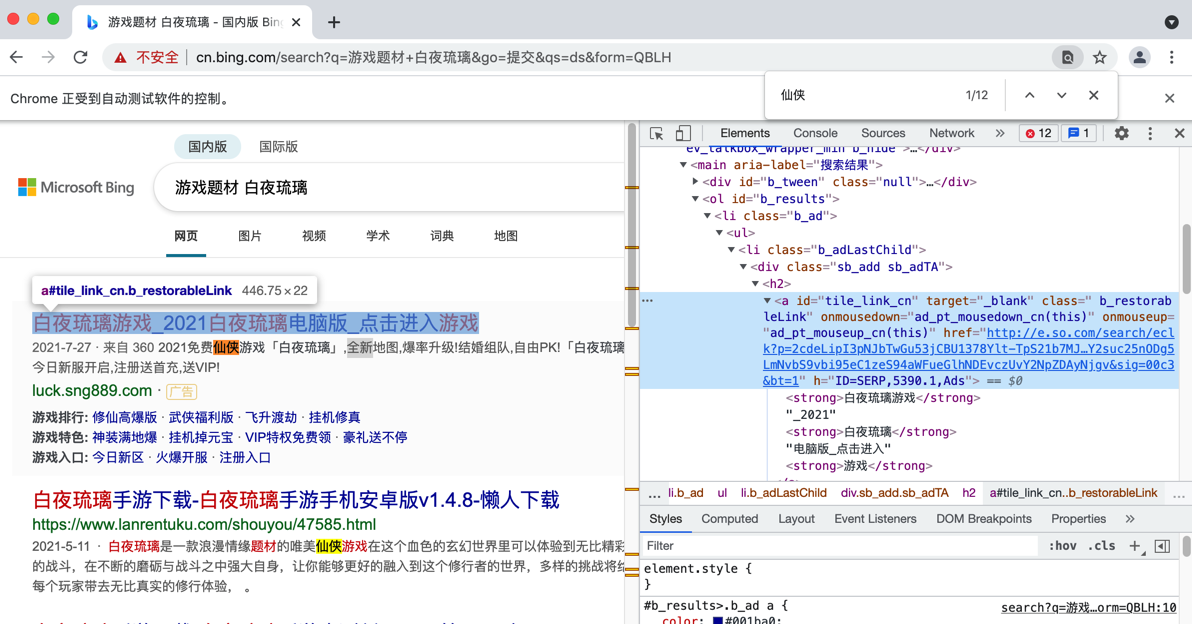 游戏题材 白夜琉璃 - 国内版 Bin
不安全 | cn.bing.com/search?q=游戏题材+白夜琉璃&go=提交&qs=ds&form=QBLH
Chrome 正受到自动测试软件的控制。
仙侠 1/12
国内版 国际版
Microsoft Bing
游戏题材 白夜琉璃
网页 图片 视频 学术 词典 地图
a#tile_link_cn.b_restorableLink 446.75 × 22
白夜琉璃游戏_2021白夜琉璃电脑版_点击进入游戏
2021-7-27 · 来自 360 2021免费仙侠游戏「白夜琉璃」,全新地图,爆率升级!结婚组队,自由PK!「白夜琉璃
今日新服开启,注册送首充,送VIP!
luck.sng889.com · 广告
游戏排行: 修仙高爆版 · 武侠福利版 · 飞升渡劫 · 挂机修真
游戏特色: 神装满地爆 · 挂机掉元宝 · VIP特权免费领 · 豪礼送不停
游戏入口: 今日新区 · 火爆开服 · 注册入口
白夜琉璃手游下载-白夜琉璃手游手机安卓版v1.4.8-懒人下载
https://www.lanrentuku.com/shouyou/47585.html
2021-5-11 · 白夜琉璃是一款浪漫情缘题材的唯美仙侠游戏在这个血色的玄幻世界里可以体验到无比精彩
的战斗，在不断的磨砺与战斗之中强大自身，让你能够更好的融入到这个修行者的世界，多样的挑战将给
每个玩家带去无比真实的修行体验， 。
Elements Console Sources Network » 12 1
ev_talkbox_wrapper_min b_hide">…</div>
<main aria-label="搜索结果">
<div id="b_tween" class="null">…</div>
<ol id="b_results">
<li class="b_ad">
<ul>
<li class="b_adLastChild">
<div class="sb_add sb_adTA">
<h2>
<a id="tile_link_cn" target="_blank" class=" b_restora
bleLink" onmousedown="ad_pt_mousedown_cn(this)" onmouseup=
"ad_pt_mouseup_cn(this)" href="http://e.so.com/search/ecl
k?p=2cdeLipI3pNJbTwGu53jCBU1378Ylt-TpS21b7MJ…Y2suc25nODg5
LmNvbS9vbi95eC1zeS94aWFueGlhNDEvczUvY2NpZDAyNjgv&sig=00c3
&bt=1" h="ID=SERP,5390.1,Ads"> == $0
<strong>白夜琉璃游戏</strong>
"_2021"
<strong>白夜琉璃</strong>
"电脑版_点击进入"
<strong>游戏</strong>
… li.b_ad ul li.b_adLastChild div.sb_add.sb_adTA h2 a#tile_link_cn..b_restorableLink …
Styles Computed Layout Event Listeners DOM Breakpoints Properties »
Filter :hov .cls +
element.style {
}
#b_results>.b_ad a { search?q=游戏…orm=QBLH:10
color: #001ba0;